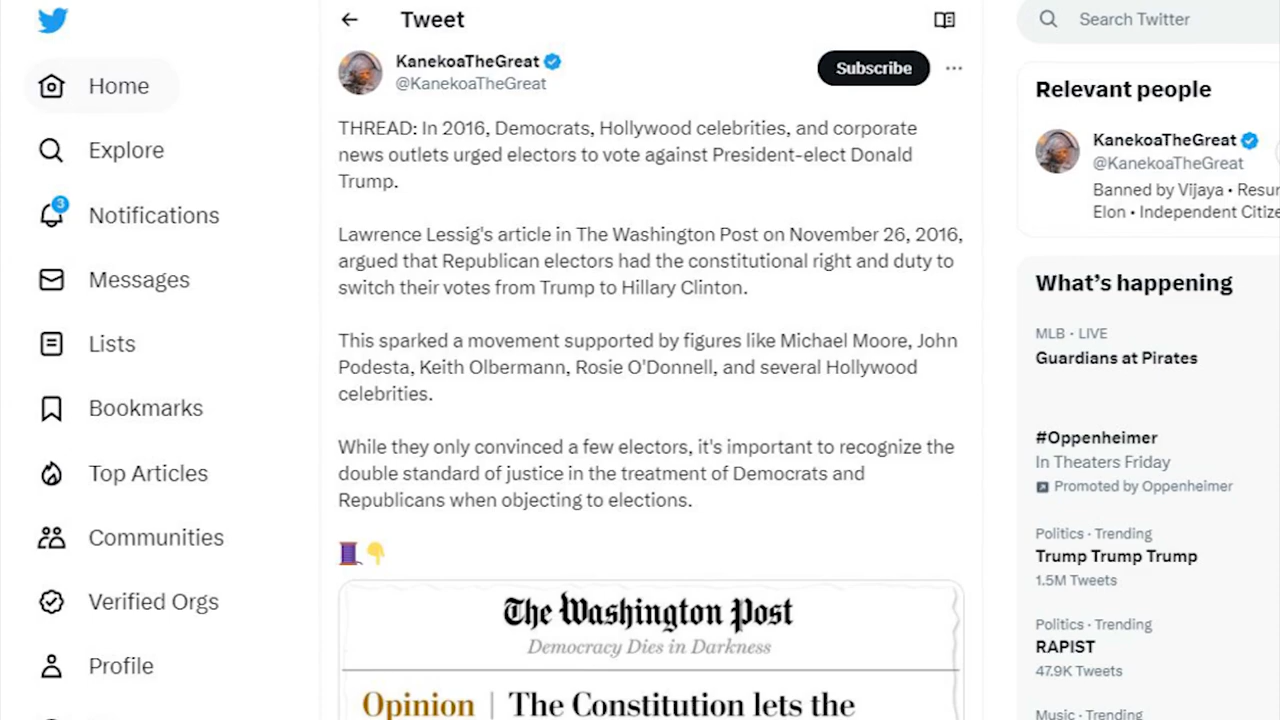 Home
Explore
3
Notifications
Messages
Lists
Bookmarks
Top Articles
Communities
Verified Orgs
Profile
Tweet
KanekoaTheGreat
@KanekoaTheGreat
Subscribe
THREAD: In 2016, Democrats, Hollywood celebrities, and corporate
news outlets urged electors to vote against President-elect Donald
Trump.
Lawrence Lessig's article in The Washington Post on November 26, 2016,
argued that Republican electors had the constitutional right and duty to
switch their votes from Trump to Hillary Clinton.
This sparked a movement supported by figures like Michael Moore, John
Podesta, Keith Olbermann, Rosie O'Donnell, and several Hollywood
celebrities.
While they only convinced a few electors, it's important to recognize the
double standard of justice in the treatment of Democrats and
Republicans when objecting to elections.
The Washington Post
Democracy Dies in Darkness
Opinion | The Constitution lets the
Search Twitter
Relevant people
KanekoaTheGreat
@KanekoaTheGreat
Banned by Vijaya •
Elon • Independent
What's happening
MLB · LIVE
Guardians at Pirates
#Oppenheimer
In Theaters Friday
Promoted by Oppenheimer
Politics · Trending
Trump Trump Trump
1.5M Tweets
Politics · Trending
RAPIST
47.9K Tweets
Music · Trending